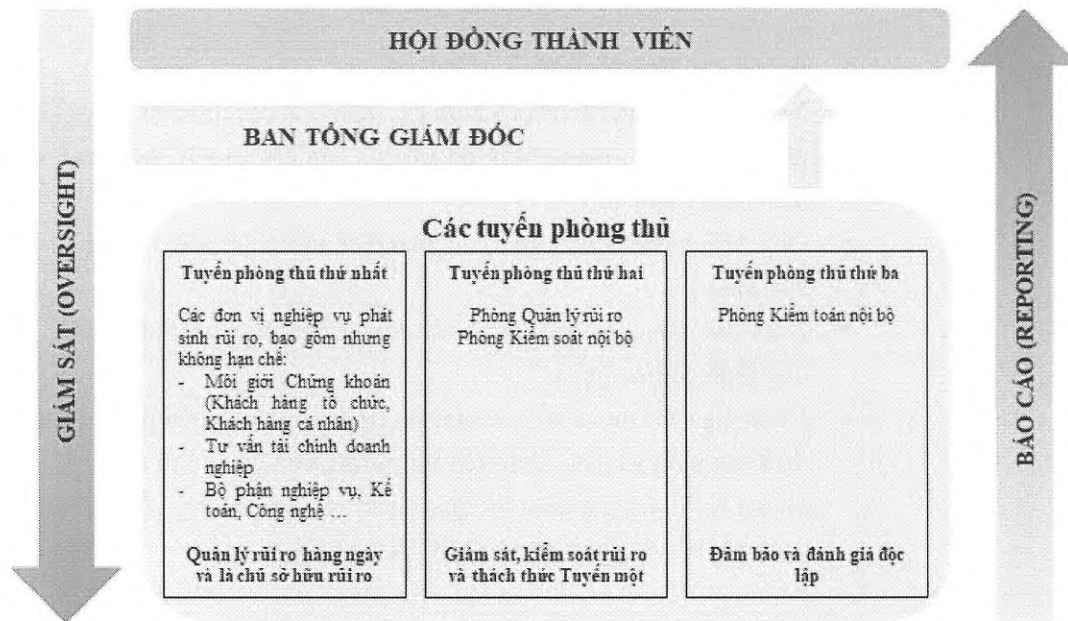 HỘI ĐỒNG THÀNH VIÊN
BAN TỔNG GIÁM ĐỐC
GIÁM SÁT (OVERSIGHT)
BÁO CÁO (REPORTING)
Các tuyến phòng thủ
Tuyến phòng thủ thứ nhất
Các đơn vị nghiệp vụ phát
sinh rủi ro, bao gồm nhưng
không hạn chế:
- Môi giới Chứng khoán
(Khách hàng tổ chức,
Khách hàng cá nhân)
- Tư vấn tài chính doanh
nghiệp
- Bộ phận nghiệp vụ, Kế
toán, Công nghệ ...
Quản lý rủi ro hàng ngày
và là chủ sở hữu rủi ro
Tuyến phòng thủ thứ hai
Phòng Quản lý rủi ro
Phòng Kiểm soát nội bộ
Giám sát, kiểm soát rủi ro
và thách thức Tuyến một
Tuyến phòng thủ thứ ba
Phòng Kiểm toán nội bộ
Đảm bảo và đánh giá độc
lập